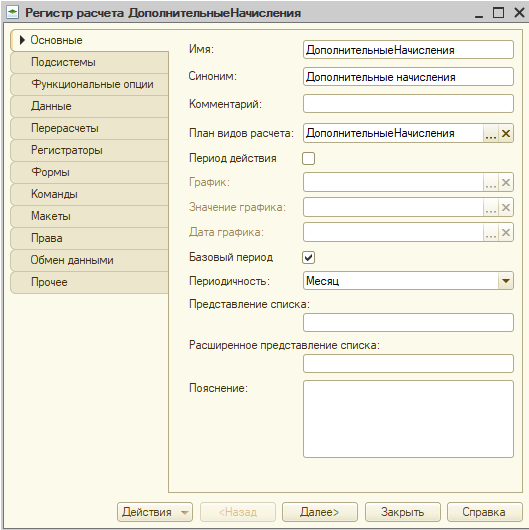 Регистр расчета ДополнительныеНачисления
Основные
Подсистемы
Функциональные опции
Данные
Перерасчеты
Регистраторы
Формы
Команды
Макеты
Права
Обмен данными
Прочее
Имя: ДополнительныеНачисления
Синоним: Дополнительные начисления
Комментарий:
План видов расчета: ДополнительныеНачисления ...
Период действия
График: ...
Значение графика: ...
Дата графика: ...
Базовый период
Периодичность: Месяц
Представление списка:
Расширенное представление списка:
Пояснение:
Действия <Назад Далее> Закрыть Справка